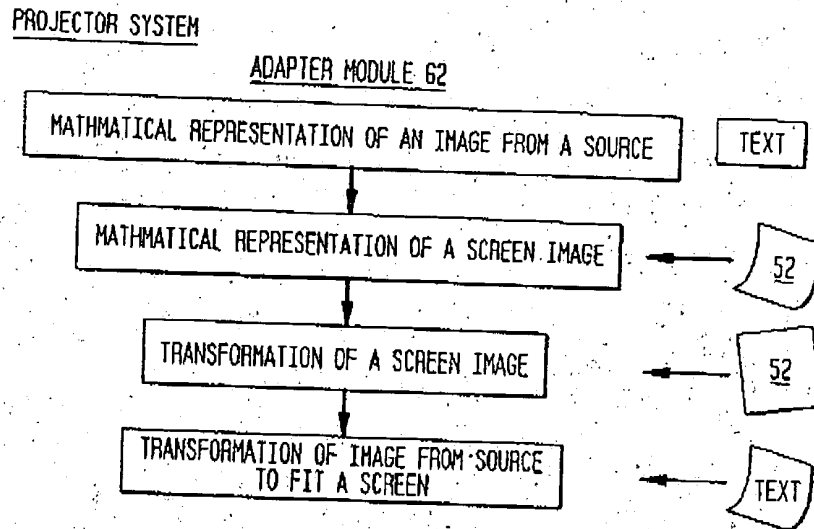 PROJECTOR SYSTEM
ADAPTER MODULE 62
MATHMATICAL REPRESENTATION OF AN IMAGE FROM A SOURCE
TEXT
MATHMATICAL REPRESENTATION OF A SCREEN IMAGE
52
TRANSFORMATION OF A SCREEN IMAGE
52
TRANSFORMATION OF IMAGE FROM SOURCE
TO FIT A SCREEN
TEXT